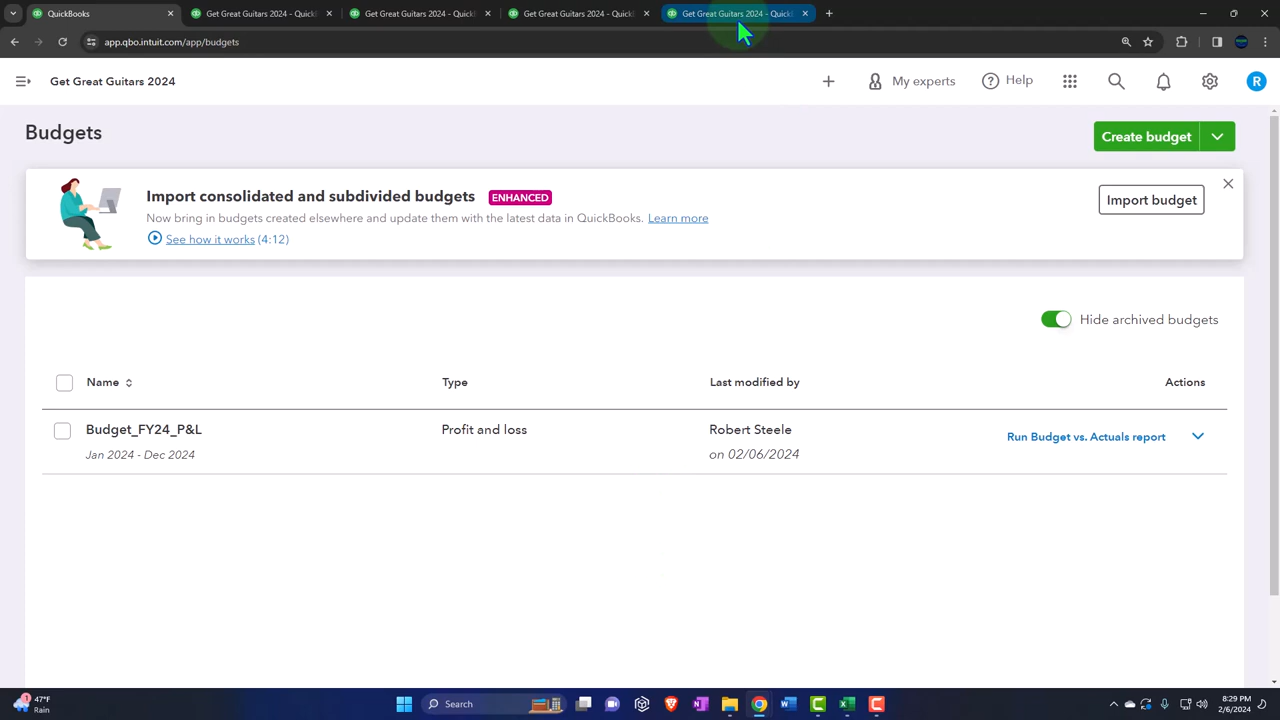 QuickBooks
Get Great Guitars 2024 - Quick
Get Great Guitars 2024 - Quick
Get Great Guitars 2024 - Quick
Get Great Guitars 2024 - Quick
app.qbo.intuit.com/app/budgets
Get Great Guitars 2024
My experts
Help
R
Budgets
Create budget
Import consolidated and subdivided budgets ENHANCED
Now bring in budgets created elsewhere and update them with the latest data in QuickBooks. Learn more
See how it works (4:12)
Import budget
Hide archived budgets
Name Type Last modified by Actions
Budget_FY24_P&L Profit and loss Robert Steele Run Budget vs. Actuals report
Jan 2024 - Dec 2024 on 02/06/2024
1
47°F
Rain
Search
8:29 PM
2/6/2024